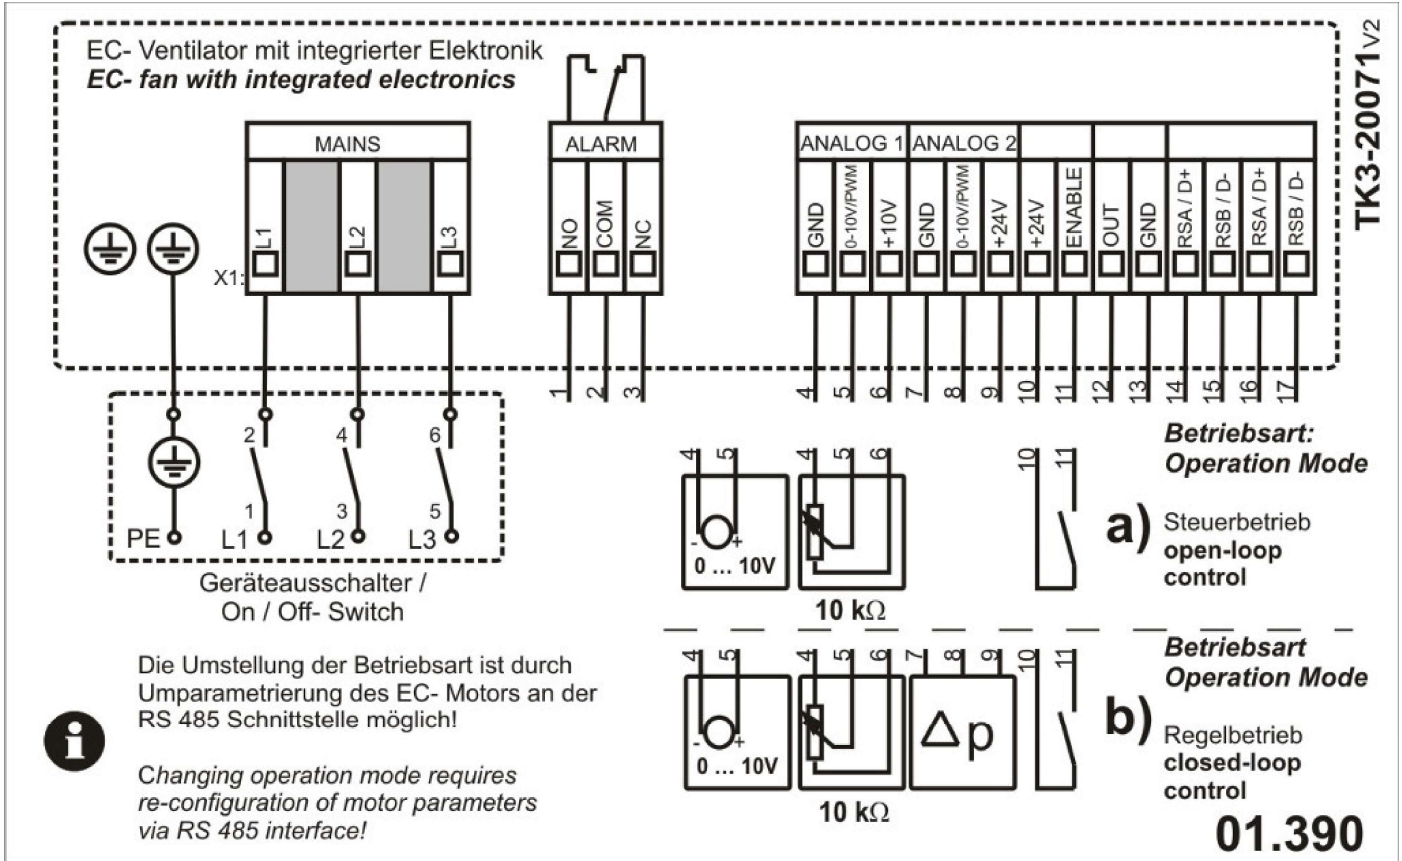 EC- Ventilator mit integrierter Elektronik
EC- fan with integrated electronics
TK3-20071 V2
MAINS
L1 L2 L3
X1:
ALARM
NO COM NC
ANALOG 1 ANALOG 2
GND 0-10V/PWM +10V GND 0-10V/PWM +24V +24V ENABLE OUT GND RSA / D+ RSB / D- RSA / D+ RSB / D-
1 2 3 4 5 6 7 8 9 10 11 12 13 14 15 16 17
2 4 6
1 3 5
PE L1 L2 L3
Geräteausschalter /
On / Off- Switch
4 5 4 5 6 10 11
- +
0 ... 10V
10 kΩ
Betriebsart:
Operation Mode
a) Steuerbetrieb
open-loop
control
4 5 4 5 6 7 8 9 10 11
- +
0 ... 10V
Δp
10 kΩ
Betriebsart
Operation Mode
b) Regelbetrieb
closed-loop
control
i
Die Umstellung der Betriebsart ist durch
Umparametrierung des EC- Motors an der
RS 485 Schnittstelle möglich!
Changing operation mode requires
re-configuration of motor parameters
via RS 485 interface!
01.390